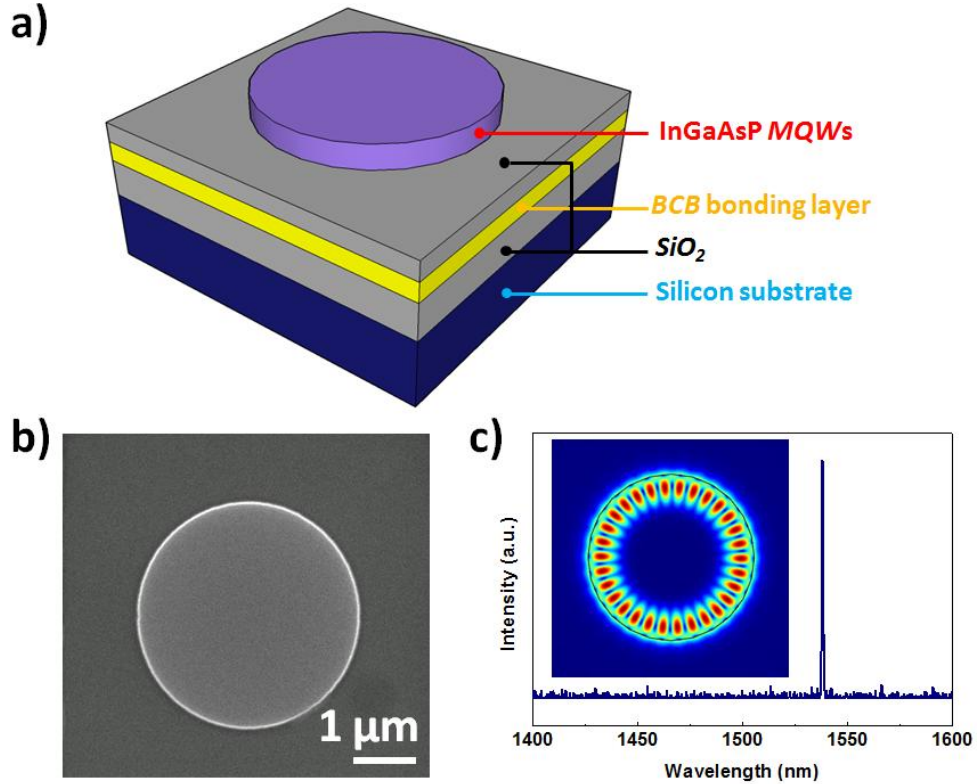 a)
InGaAsP MQWs
BCB bonding layer
SiO2
Silicon substrate
b)
1 µm
c)
Intensity (a.u.)
1400 1450 1500 1550 1600
Wavelength (nm)